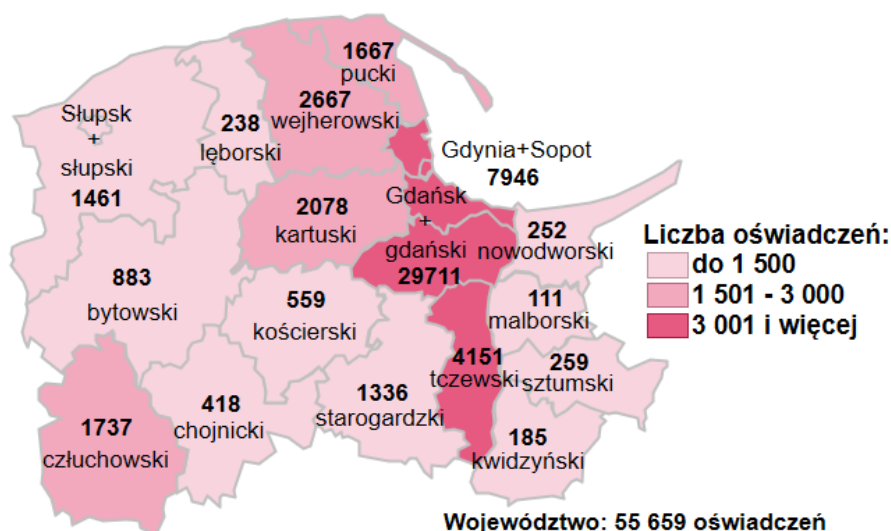 1667
pucki
2667
wejherowski
Słupsk
+
słupski
1461
238
lęborski
Gdynia+Sopot
7946
2078
kartuski
Gdańsk
+
gdański
29711
252
nowodworski
Liczba oświadczeń:
do 1 500
1 501 - 3 000
3 001 i więcej
883
bytowski
559
kościerski
111
malborski
4151
tczewski
259
sztumski
1336
starogardzki
418
chojnicki
1737
człuchowski
185
kwidzyński
Województwo: 55 659 oświadczeń